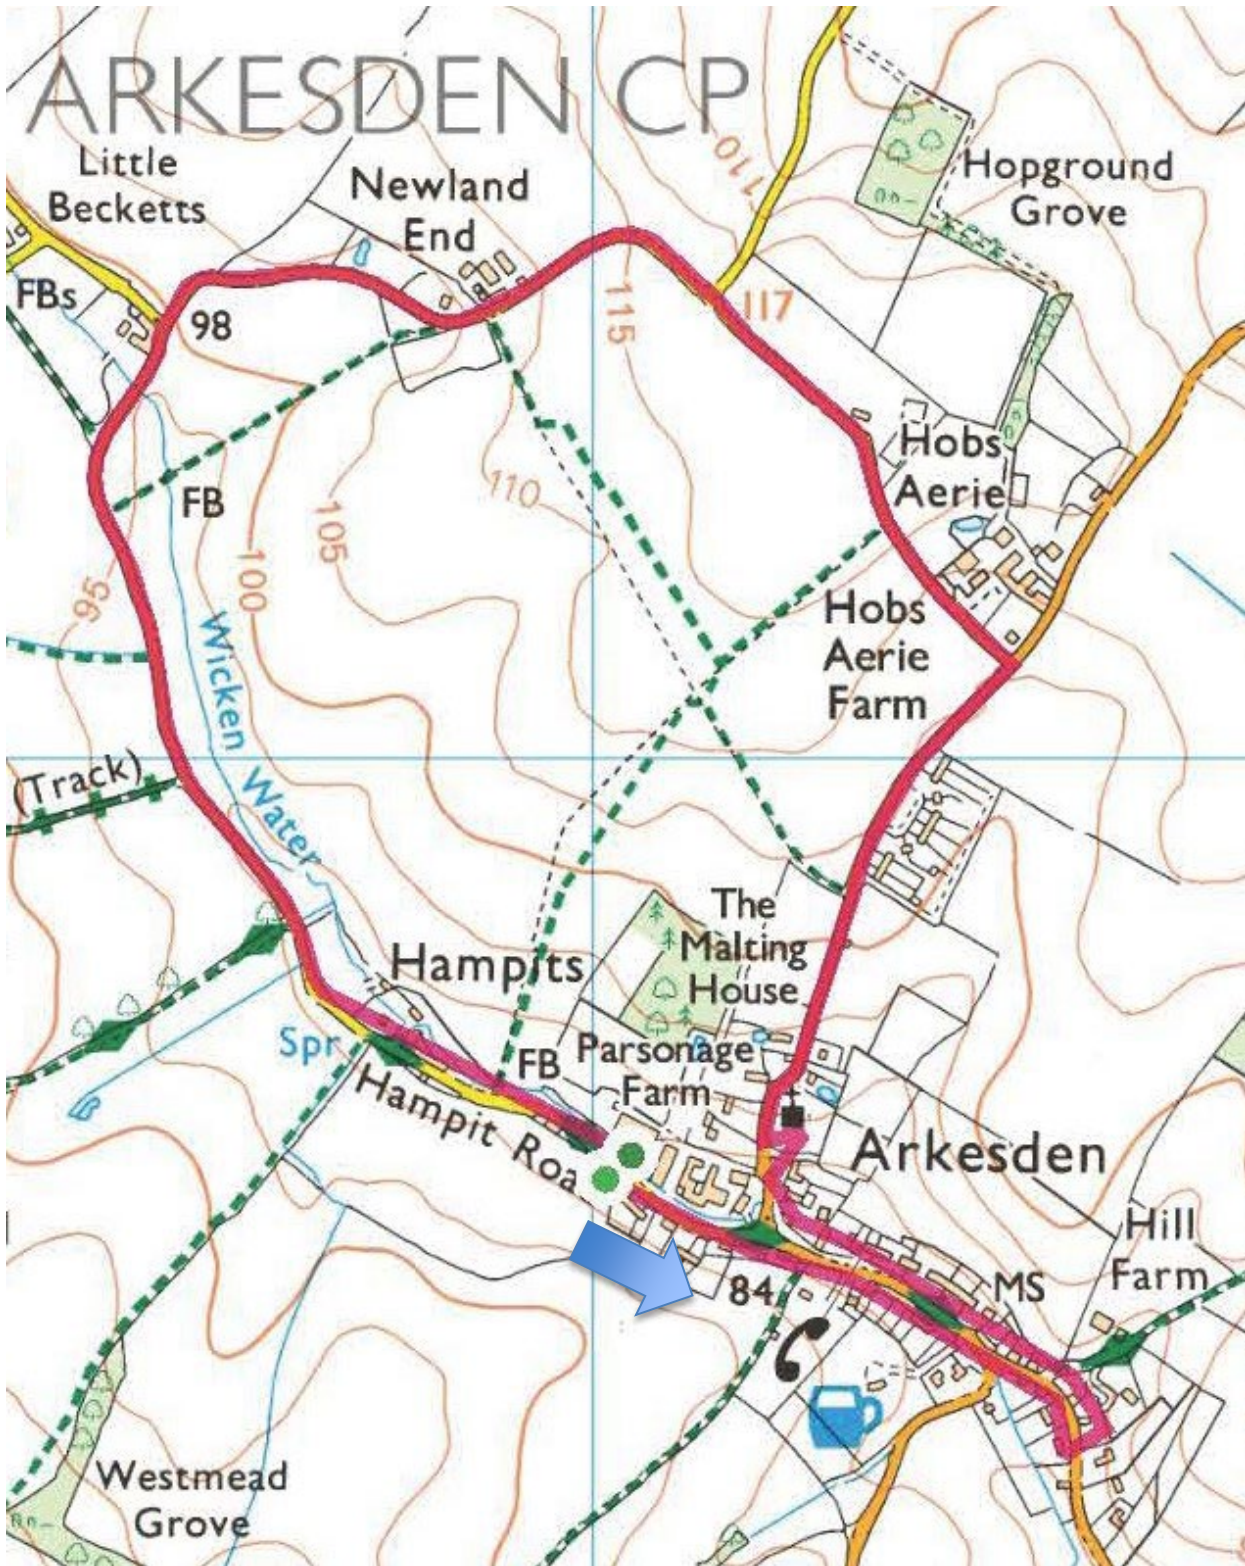 ARKESDEN CP
Little
Becketts
Newland
End
Hopground
Grove
110
FBs
98
115
117
Hobs
Aerie
110
FB
105
100
95
Hobs
Aerie
Farm
Wicken
Water
(Track)
The
Malting
House
Hampits
Spr
FB
Parsonage
Farm
Hampit Roa
Arkesden
Hill
Farm
84
MS
Westmead
Grove